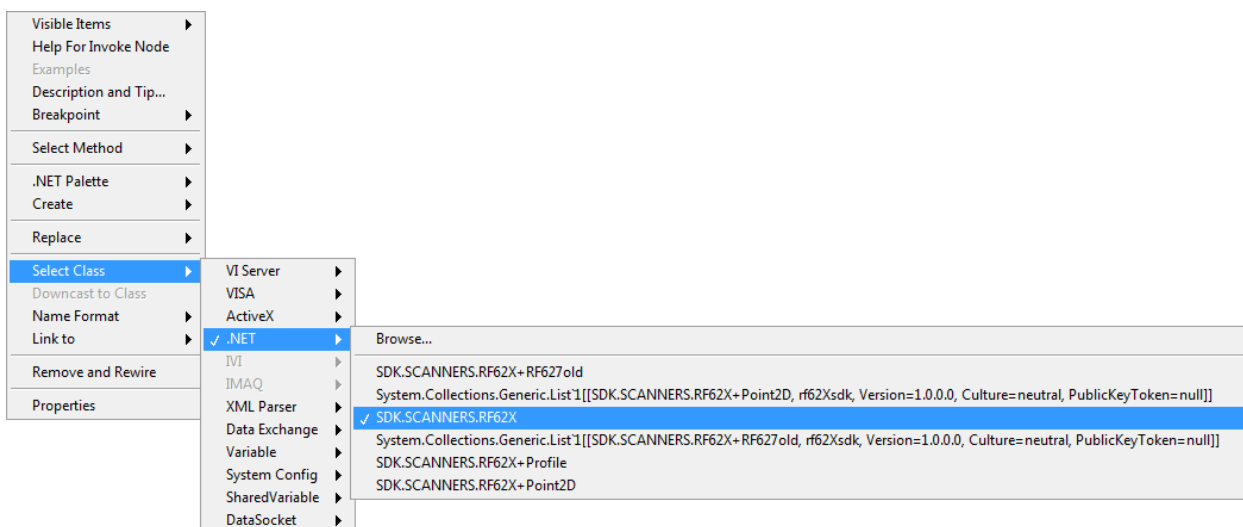 Visible Items
Help For Invoke Node
Examples
Description and Tip...
Breakpoint
Select Method
.NET Palette
Create
Replace
Select Class
Downcast to Class
Name Format
Link to
Remove and Rewire
Properties
VI Server
VISA
ActiveX
✓ .NET
IVI
IMAQ
XML Parser
Data Exchange
Variable
System Config
SharedVariable
DataSocket
Browse...
SDK.SCANNERS.RF62X+RF627old
System.Collections.Generic.List`1[[SDK.SCANNERS.RF62X+Point2D, rf62Xsdk, Version=1.0.0.0, Culture=neutral, PublicKeyToken=null]]
✓ SDK.SCANNERS.RF62X
System.Collections.Generic.List`1[[SDK.SCANNERS.RF62X+RF627old, rf62Xsdk, Version=1.0.0.0, Culture=neutral, PublicKeyToken=null]]
SDK.SCANNERS.RF62X+Profile
SDK.SCANNERS.RF62X+Point2D